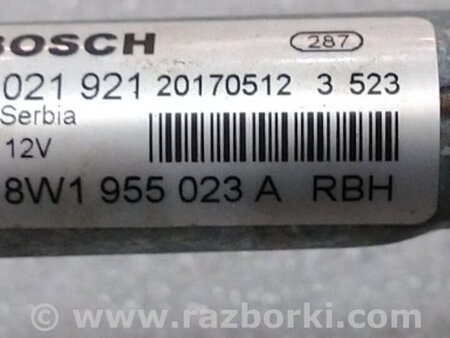 BOSCH 287
021 921 20170512 3 523
Serbia
12V
8W1 955 023 A RBH
© www.razborki.com